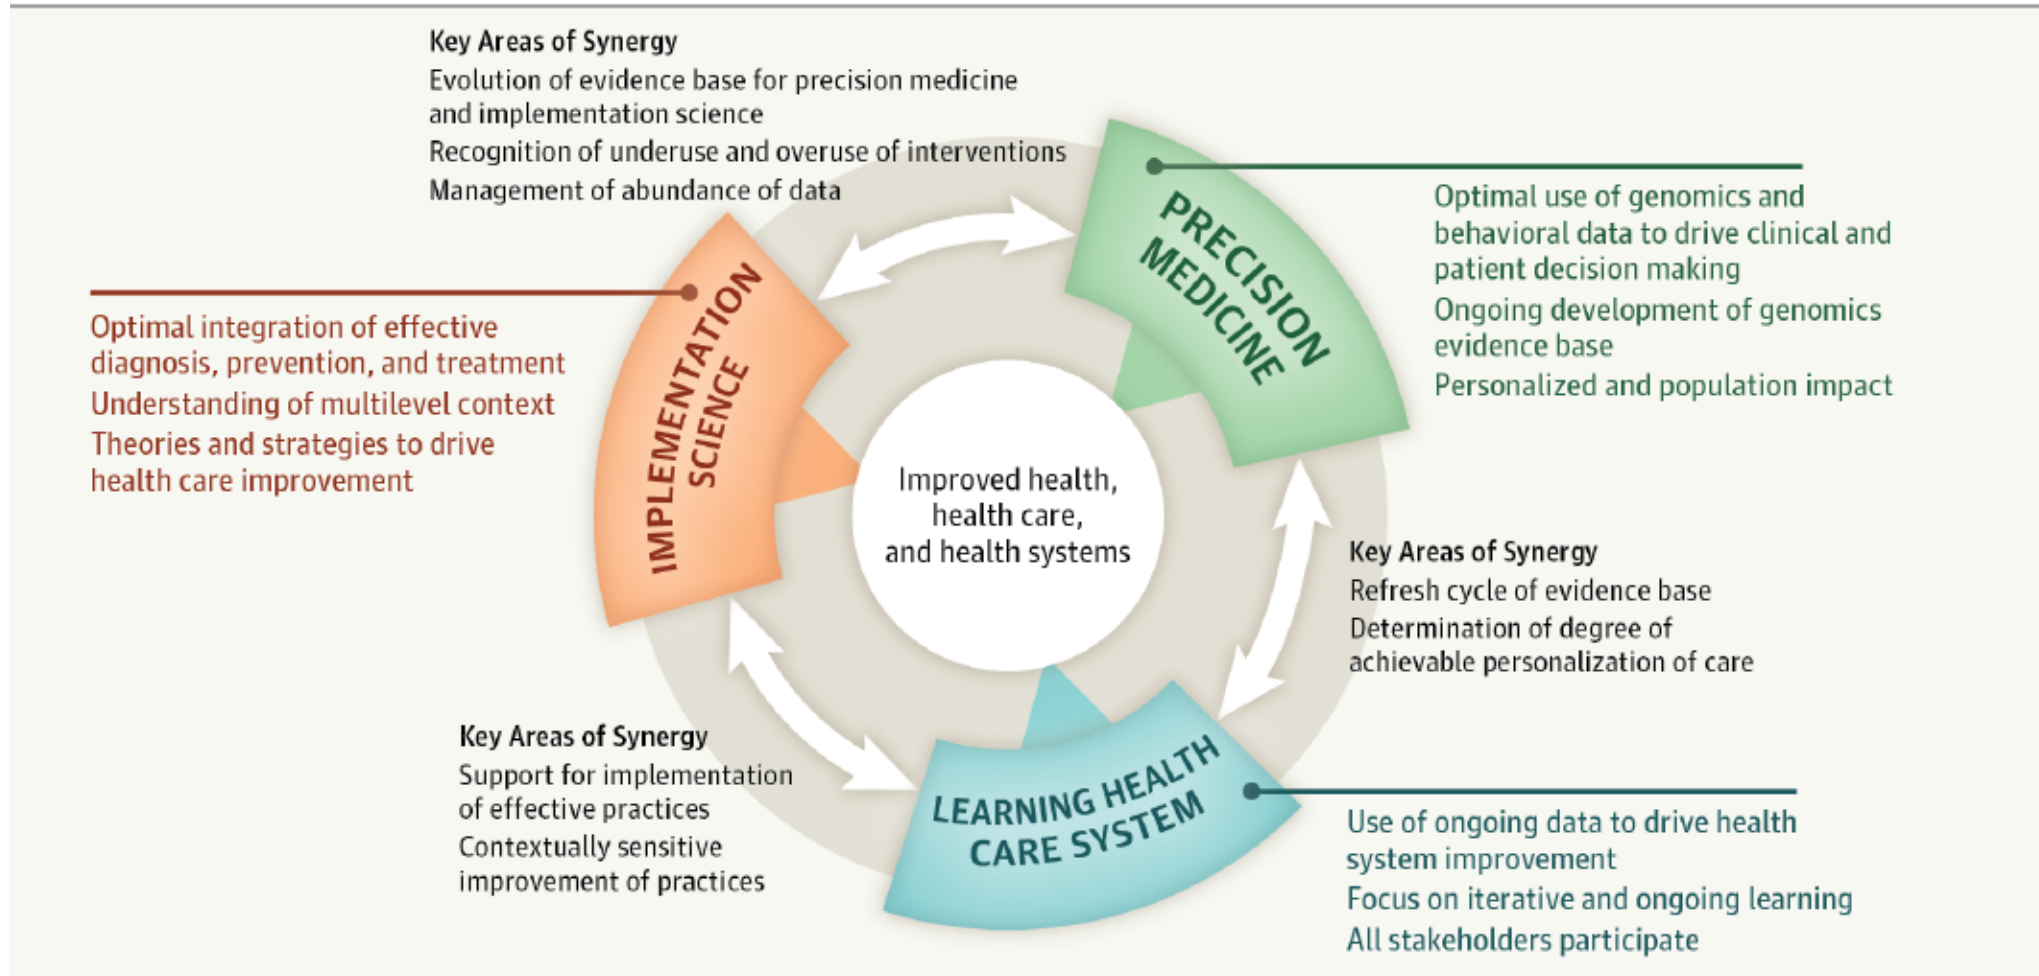 Key Areas of Synergy
Evolution of evidence base for precision medicine
and implementation science
Recognition of underuse and overuse of interventions
Management of abundance of data
PRECISION
MEDICINE
Optimal use of genomics and
behavioral data to drive clinical and
patient decision making
Ongoing development of genomics
evidence base
Personalized and population impact
IMPLEMENTATION
SCIENCE
Optimal integration of effective
diagnosis, prevention, and treatment
Understanding of multilevel context
Theories and strategies to drive
health care improvement
Improved health,
health care,
and health systems
Key Areas of Synergy
Refresh cycle of evidence base
Determination of degree of
achievable personalization of care
Key Areas of Synergy
Support for implementation
of effective practices
Contextually sensitive
improvement of practices
LEARNING HEALTH
CARE SYSTEM
Use of ongoing data to drive health
system improvement
Focus on iterative and ongoing learning
All stakeholders participate